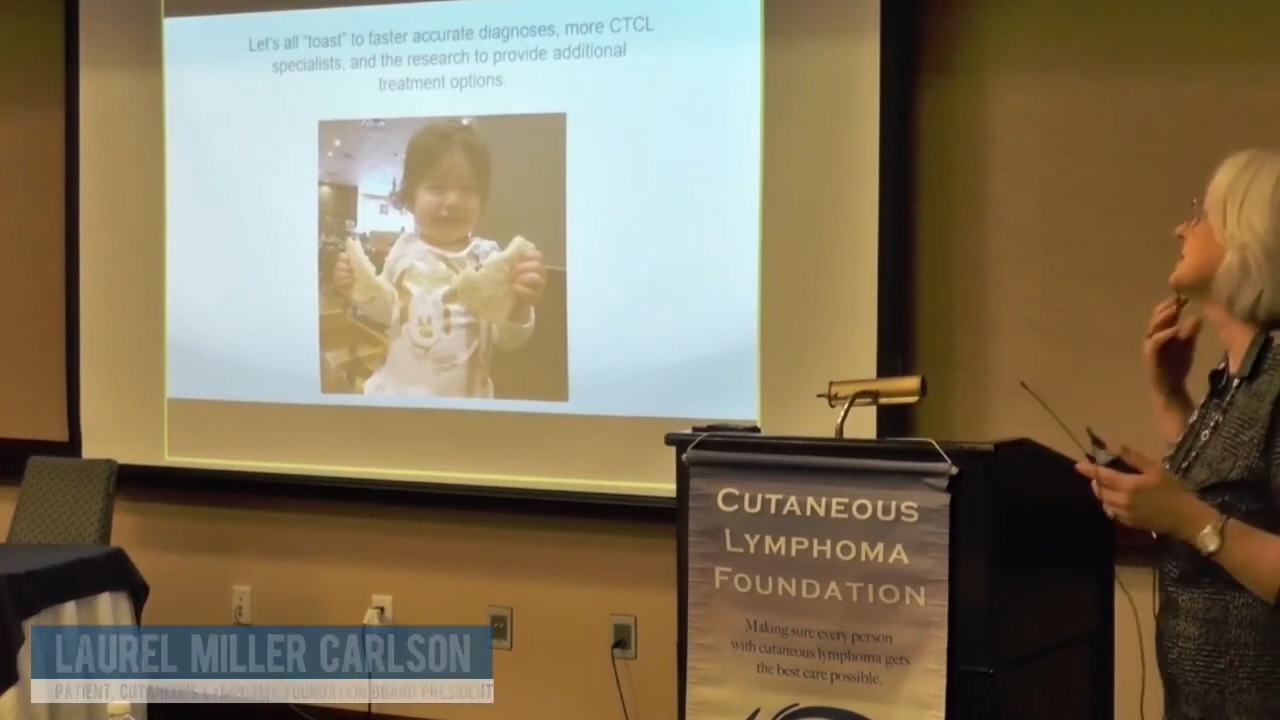 Let's all "toast" to faster accurate diagnoses, more CTCL
specialists, and the research to provide additional
treatment options.
CUTANEOUS
LYMPHOMA
FOUNDATION
Making sure every person
with cutaneous lymphoma gets
the best care possible.
LAUREL MILLER CARLSON
PATIENT, CUTANEOUS LYMPHOMA FOUNDATION BOARD PRESIDENT